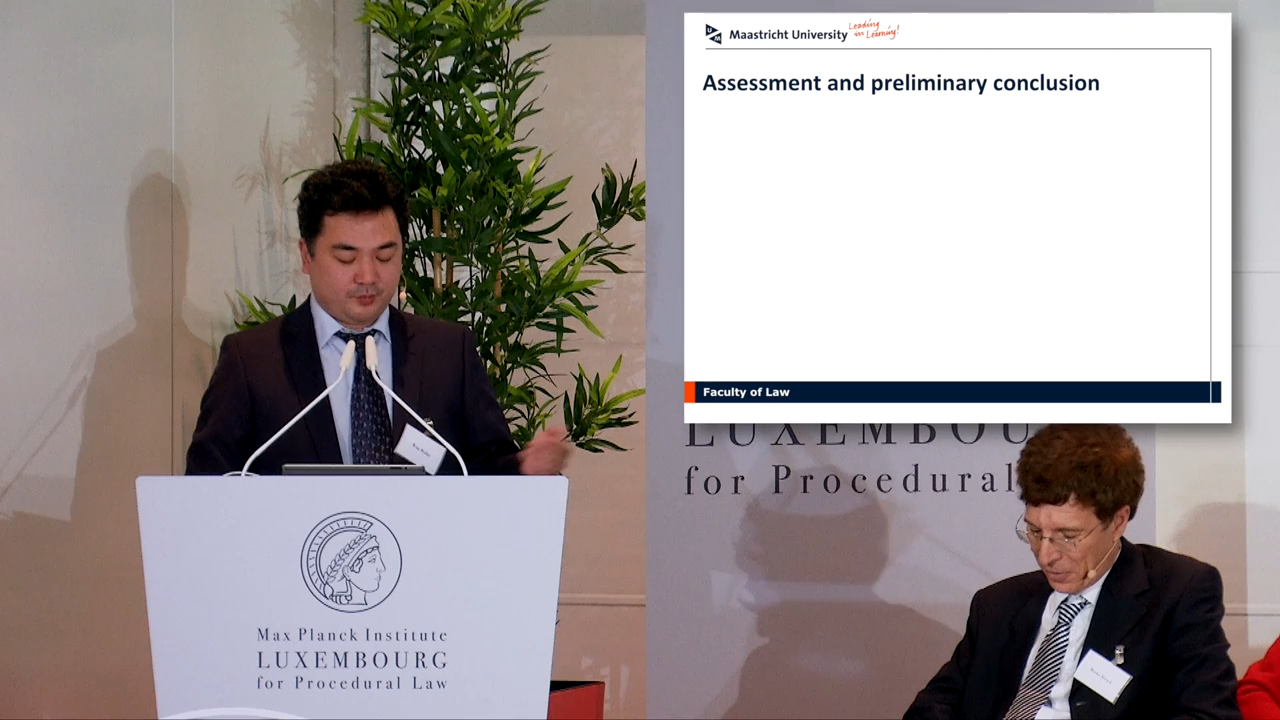 Maastricht University
Leading
in Learning!
Assessment and preliminary conclusion
Faculty of Law
LUXEMBOU
for Procedural
Max Planck Institute
LUXEMBOURG
for Procedural Law